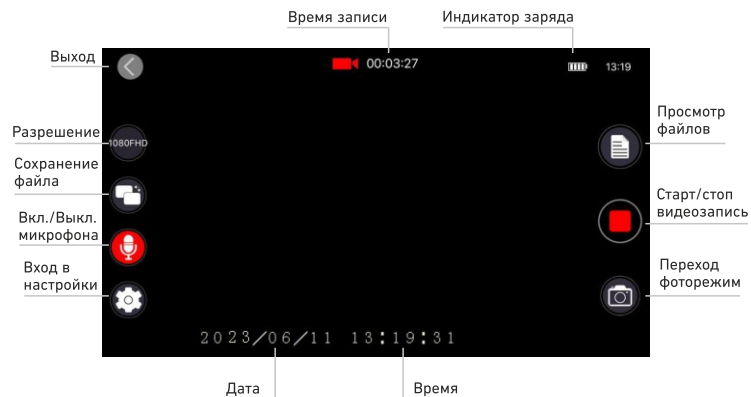 Время записи
Индикатор заряда
Выход
00:03:27
13:19
Разрешение
1080FHD
Просмотр
файлов
Сохранение
файла
Вкл./Выкл.
микрофона
Старт/стоп
видеозапись
Вход в
настройки
Переход
фоторежим
2023/06/11 13:19:31
Дата
Время